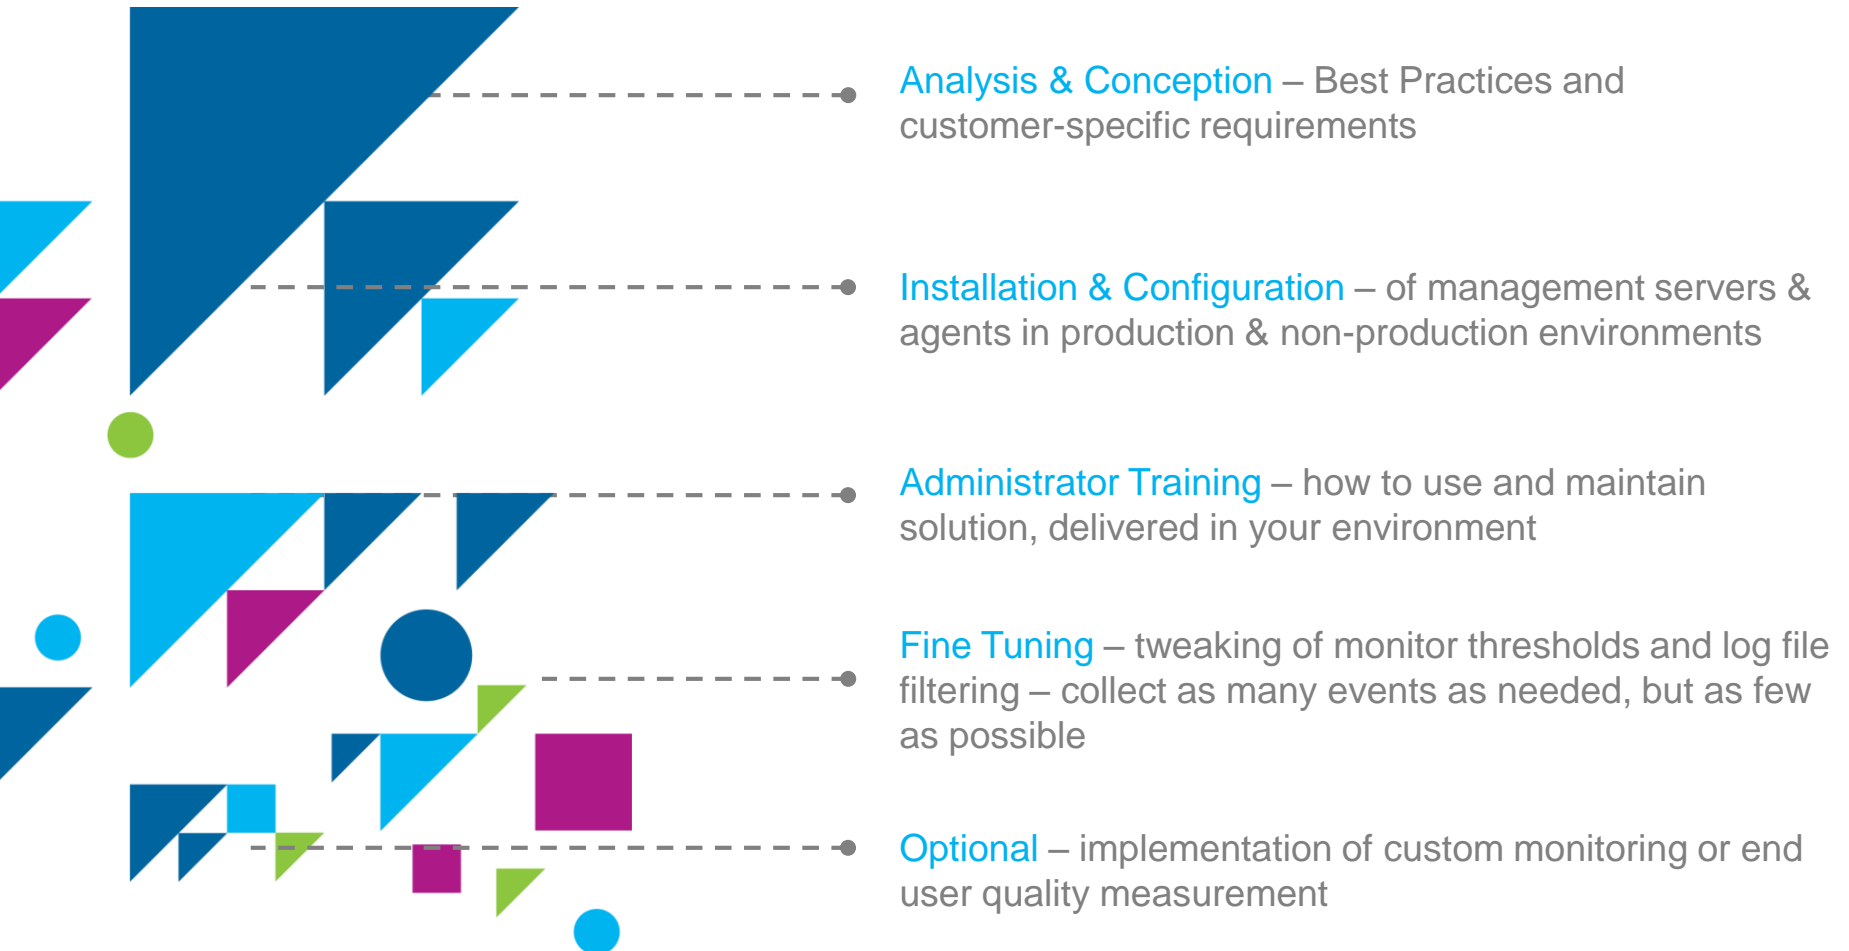 Analysis & Conception – Best Practices and
customer-specific requirements
Installation & Configuration – of management servers &
agents in production & non-production environments
Administrator Training – how to use and maintain
solution, delivered in your environment
Fine Tuning – tweaking of monitor thresholds and log file
filtering – collect as many events as needed, but as few
as possible
Optional – implementation of custom monitoring or end
user quality measurement